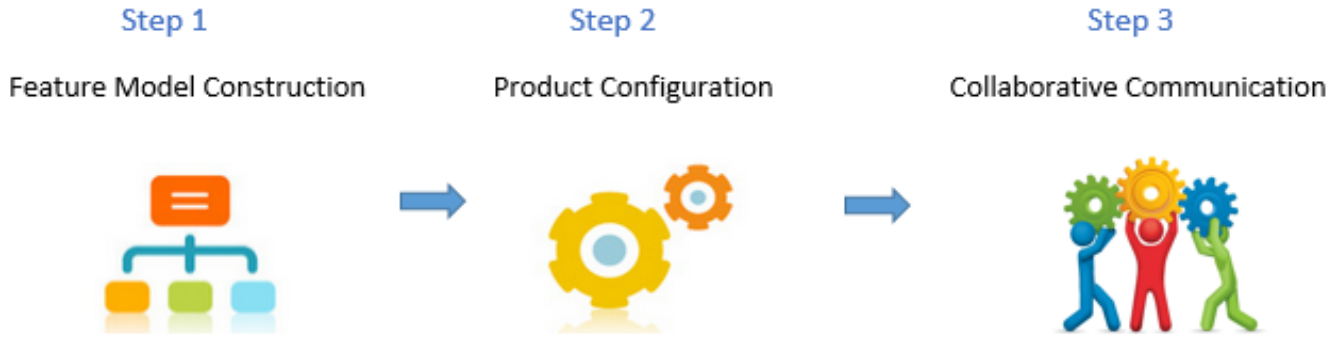 Step 1
Step 2
Step 3
Feature Model Construction
Product Configuration
Collaborative Communication